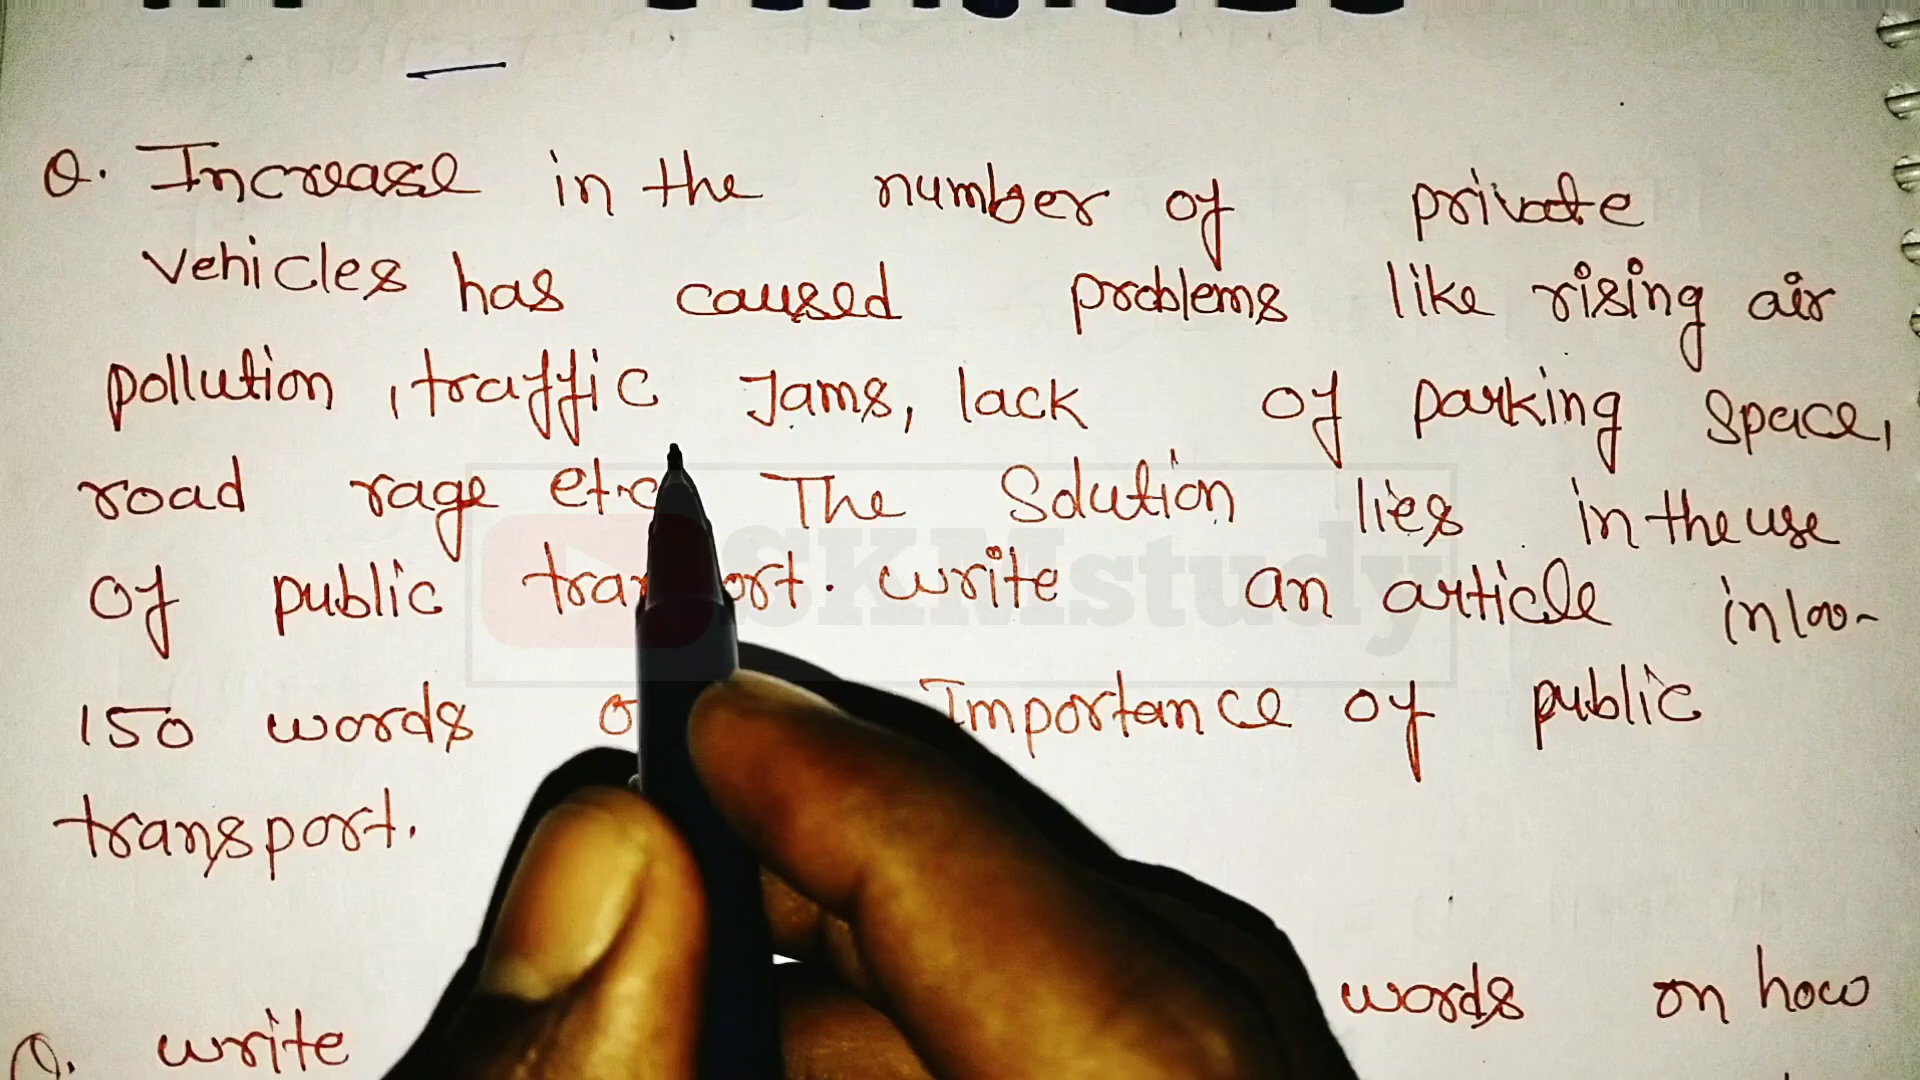 Q. Increase in the number of private
vehicles has caused problems like rising air
pollution, traffic Jams, lack of parking space,
road rage etc The Solution lies in the use
of public transport. write an article in 100-
150 words Importance of public
transport.
words on how
Q. write
SKMstudy